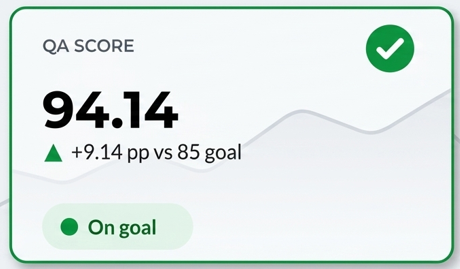 QA SCORE
94.14
▲ +9.14 pp vs 85 goal
On goal